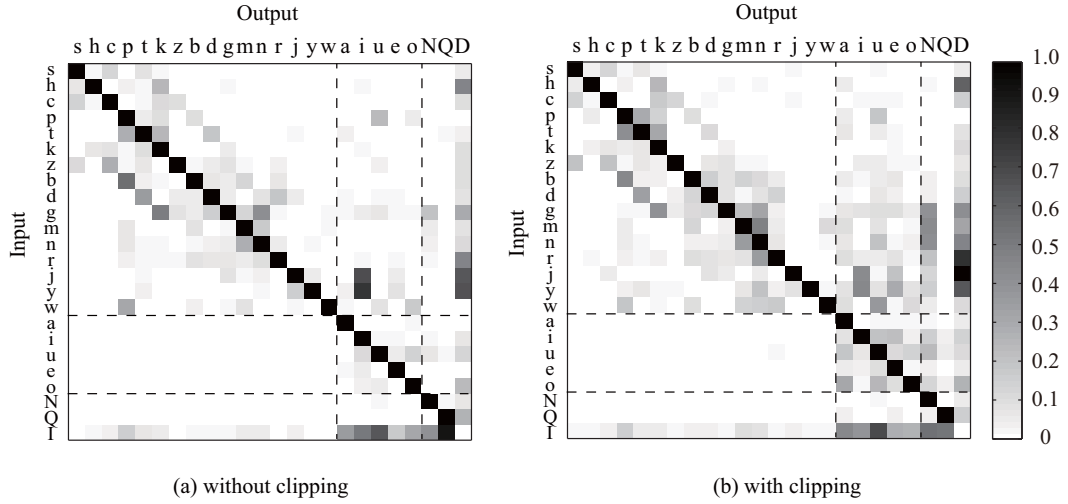 Output
s h c p t k z b d g m n r j y w a i u e o N Q D
Input
s
h
c
p
t
k
z
b
d
g
m
n
r
j
y
w
a
i
u
e
o
N
Q
I
(a) without clipping
Output
s h c p t k z b d g m n r j y w a i u e o N Q D
Input
s
h
c
p
t
k
z
b
d
g
m
n
r
j
y
w
a
i
u
e
o
N
Q
I
(b) with clipping
1.0
0.9
0.8
0.7
0.6
0.5
0.4
0.3
0.2
0.1
0